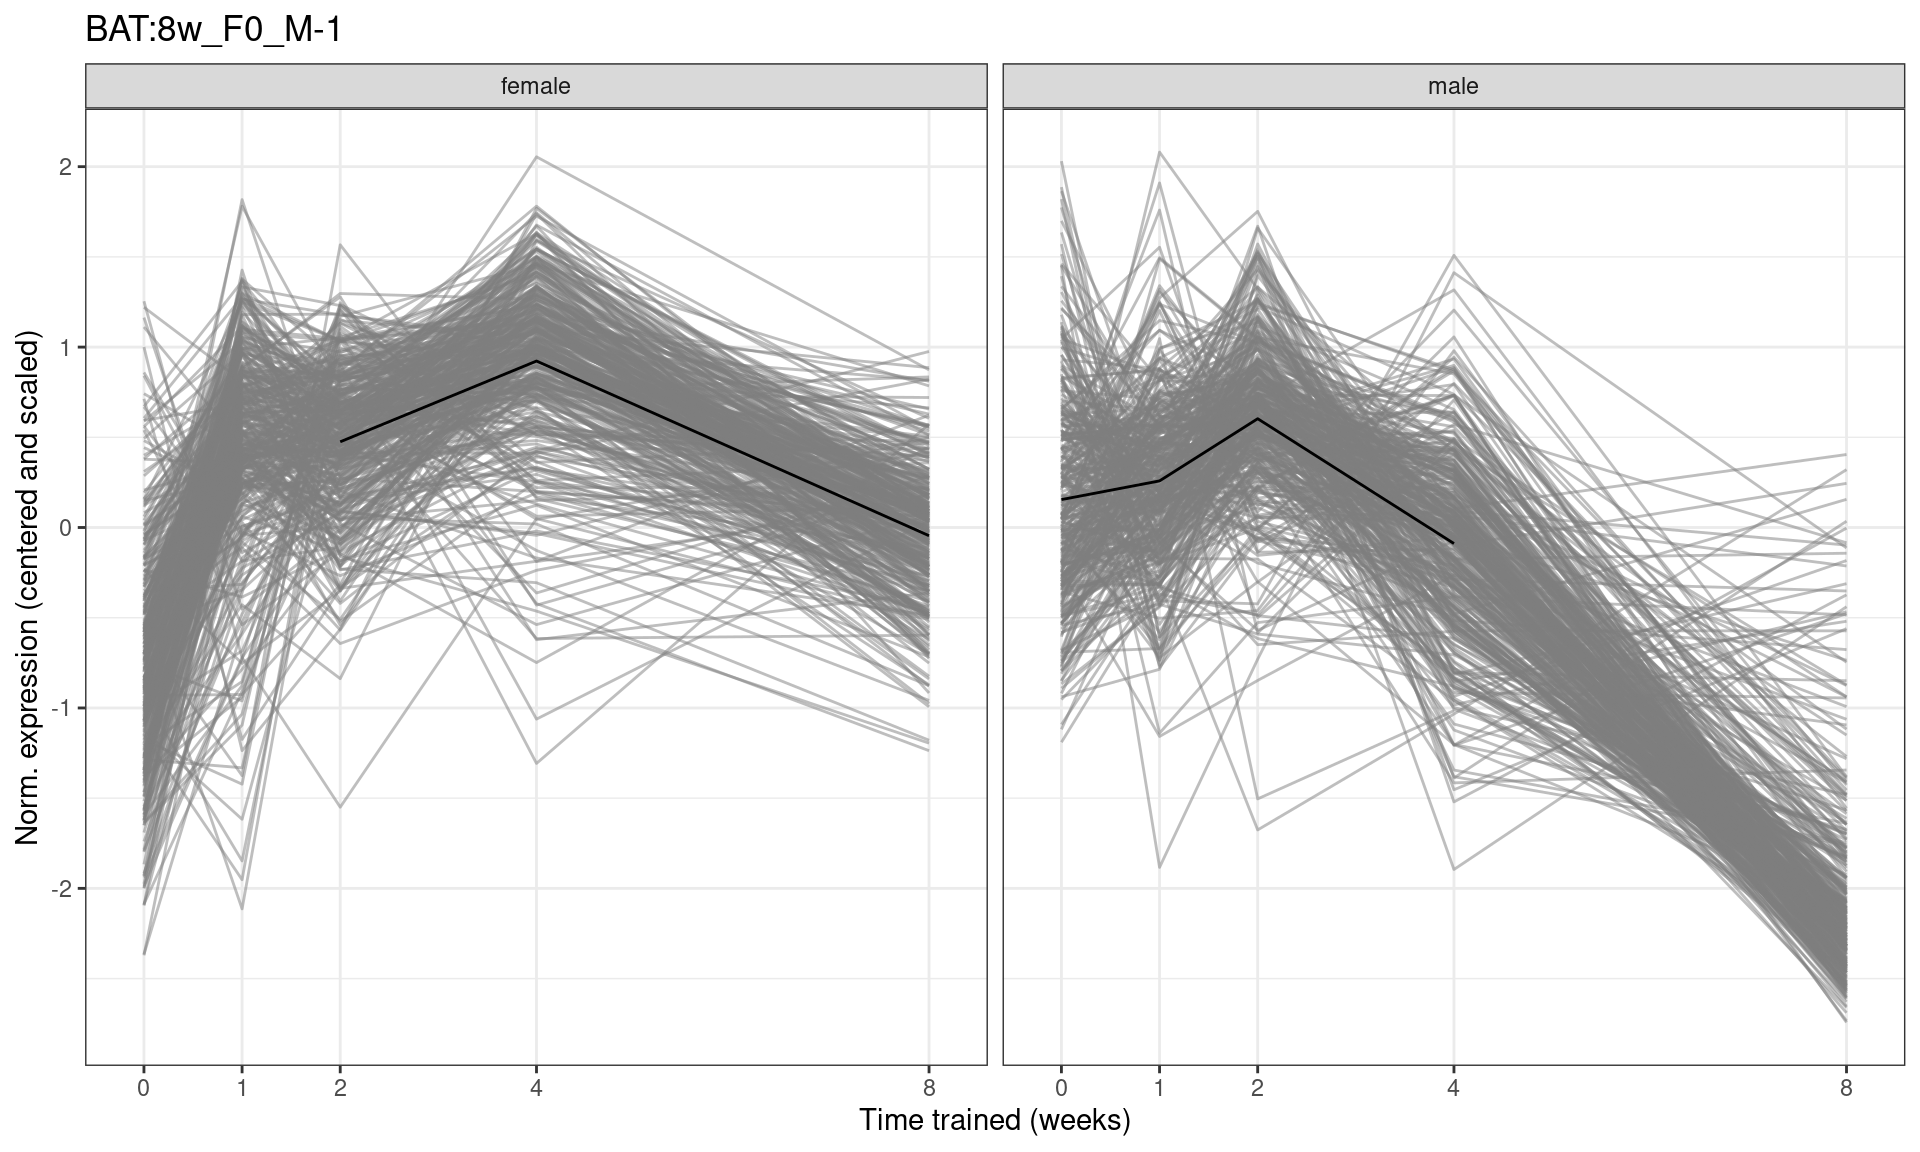 BAT:8w_F0_M-1
female
male
Norm. expression (centered and scaled)
2
1
0
-1
-2
0 1 2 4 8
0 1 2 4 8
Time trained (weeks)